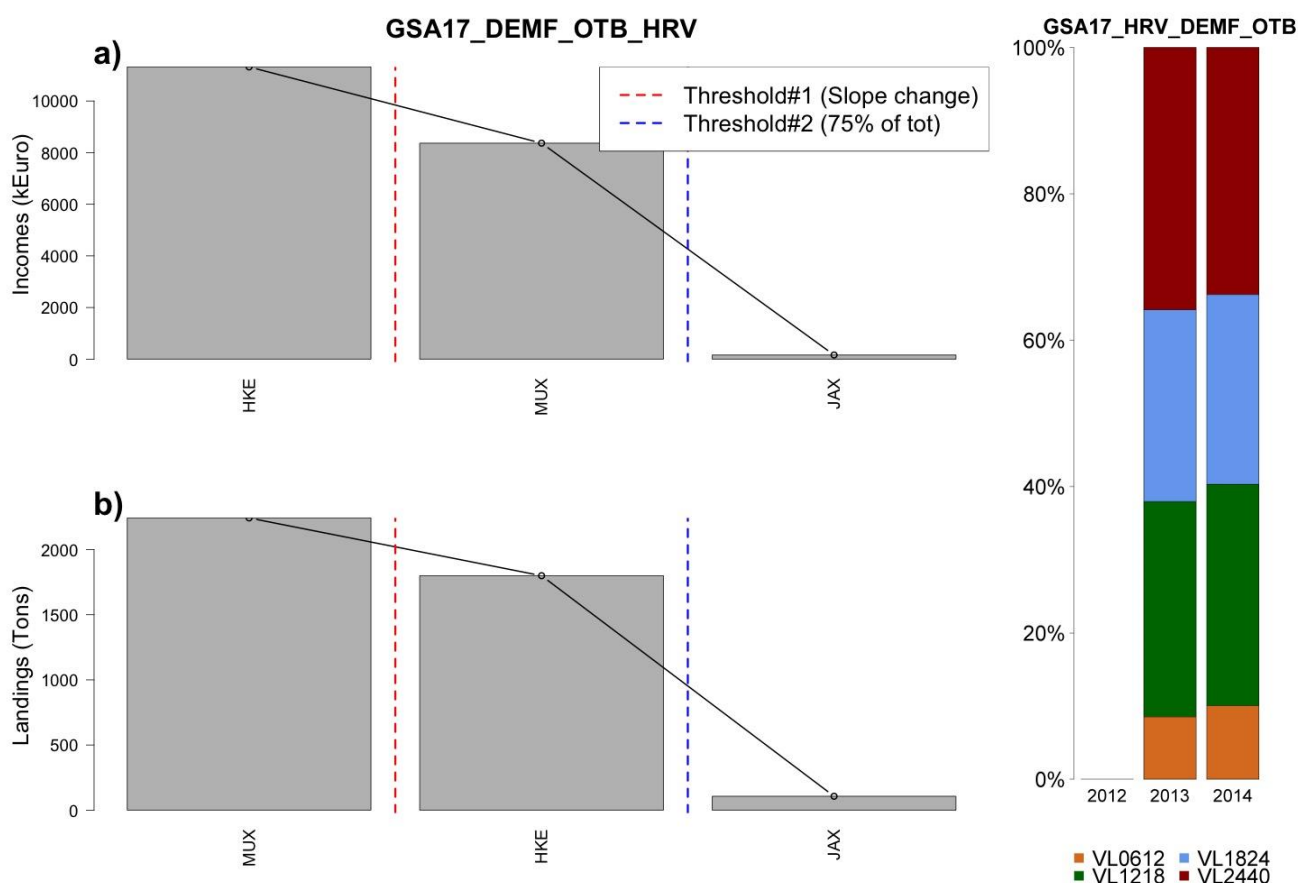 GSA17_DEMF_OTB_HRV
a)
Incomes (kEuro)
10000
8000
6000
4000
2000
0
Threshold#1 (Slope change)
Threshold#2 (75% of tot)
HKE
MUX
JAX
b)
Landings (Tons)
2000
1500
1000
500
0
MUX
HKE
JAX
GSA17_HRV_DEMF_OTB
100%
80%
60%
40%
20%
0%
2012 2013 2014
VL0612 VL1824
VL1218 VL2440